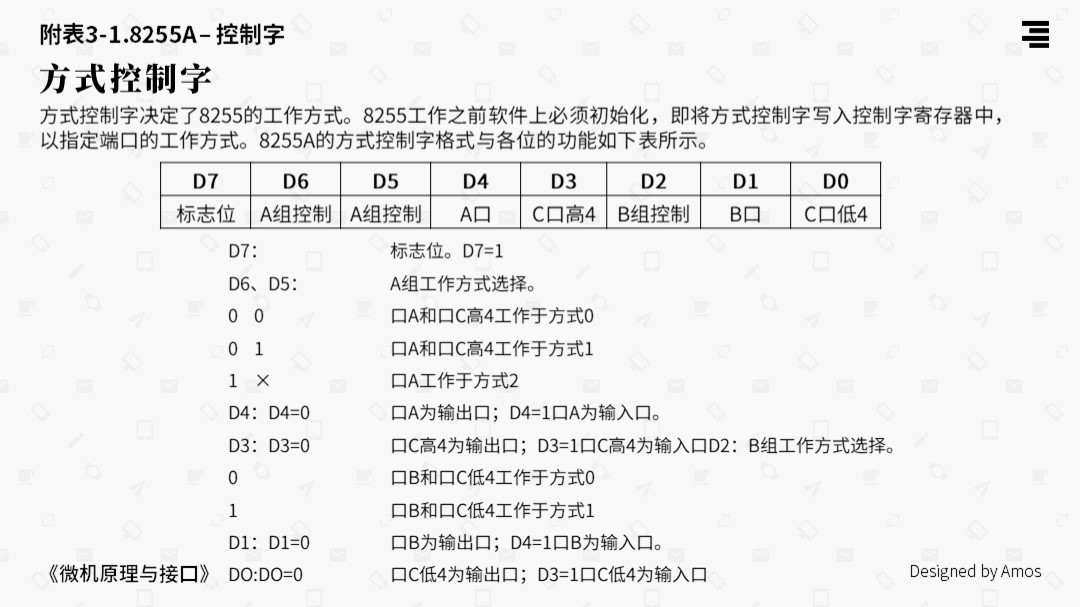 附表3-1.8255A – 控制字
方式控制字
方式控制字决定了8255的工作方式。8255工作之前软件上必须初始化，即将方式控制字写入控制字寄存器中，
以指定端口的工作方式。8255A的方式控制字格式与各位的功能如下表所示。
D7 D6 D5 D4 D3 D2 D1 D0
标志位 A组控制 A组控制 A口 C口高4 B组控制 B口 C口低4
D7： 标志位。D7=1
D6、D5： A组工作方式选择。
0 0 口A和口C高4工作于方式0
0 1 口A和口C高4工作于方式1
1 × 口A工作于方式2
D4：D4=0 口A为输出口；D4=1口A为输入口。
D3：D3=0 口C高4为输出口；D3=1口C高4为输入口D2：B组工作方式选择。
0 口B和口C低4工作于方式0
1 口B和口C低4工作于方式1
D1：D1=0 口B为输出口；D4=1口B为输入口。
DO:DO=0 口C低4为输出口；D3=1口C低4为输入口
《微机原理与接口》
Designed by Amos